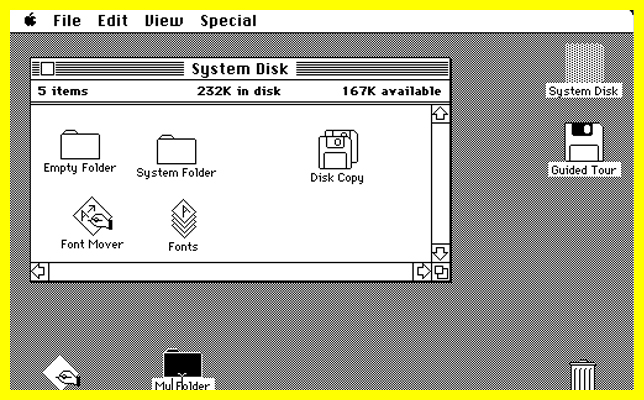 File Edit View Special
System Disk
5 items 232K in disk 167K available
System Disk
Empty Folder System Folder Disk Copy
Guided Tour
Font Mover Fonts
My Folder